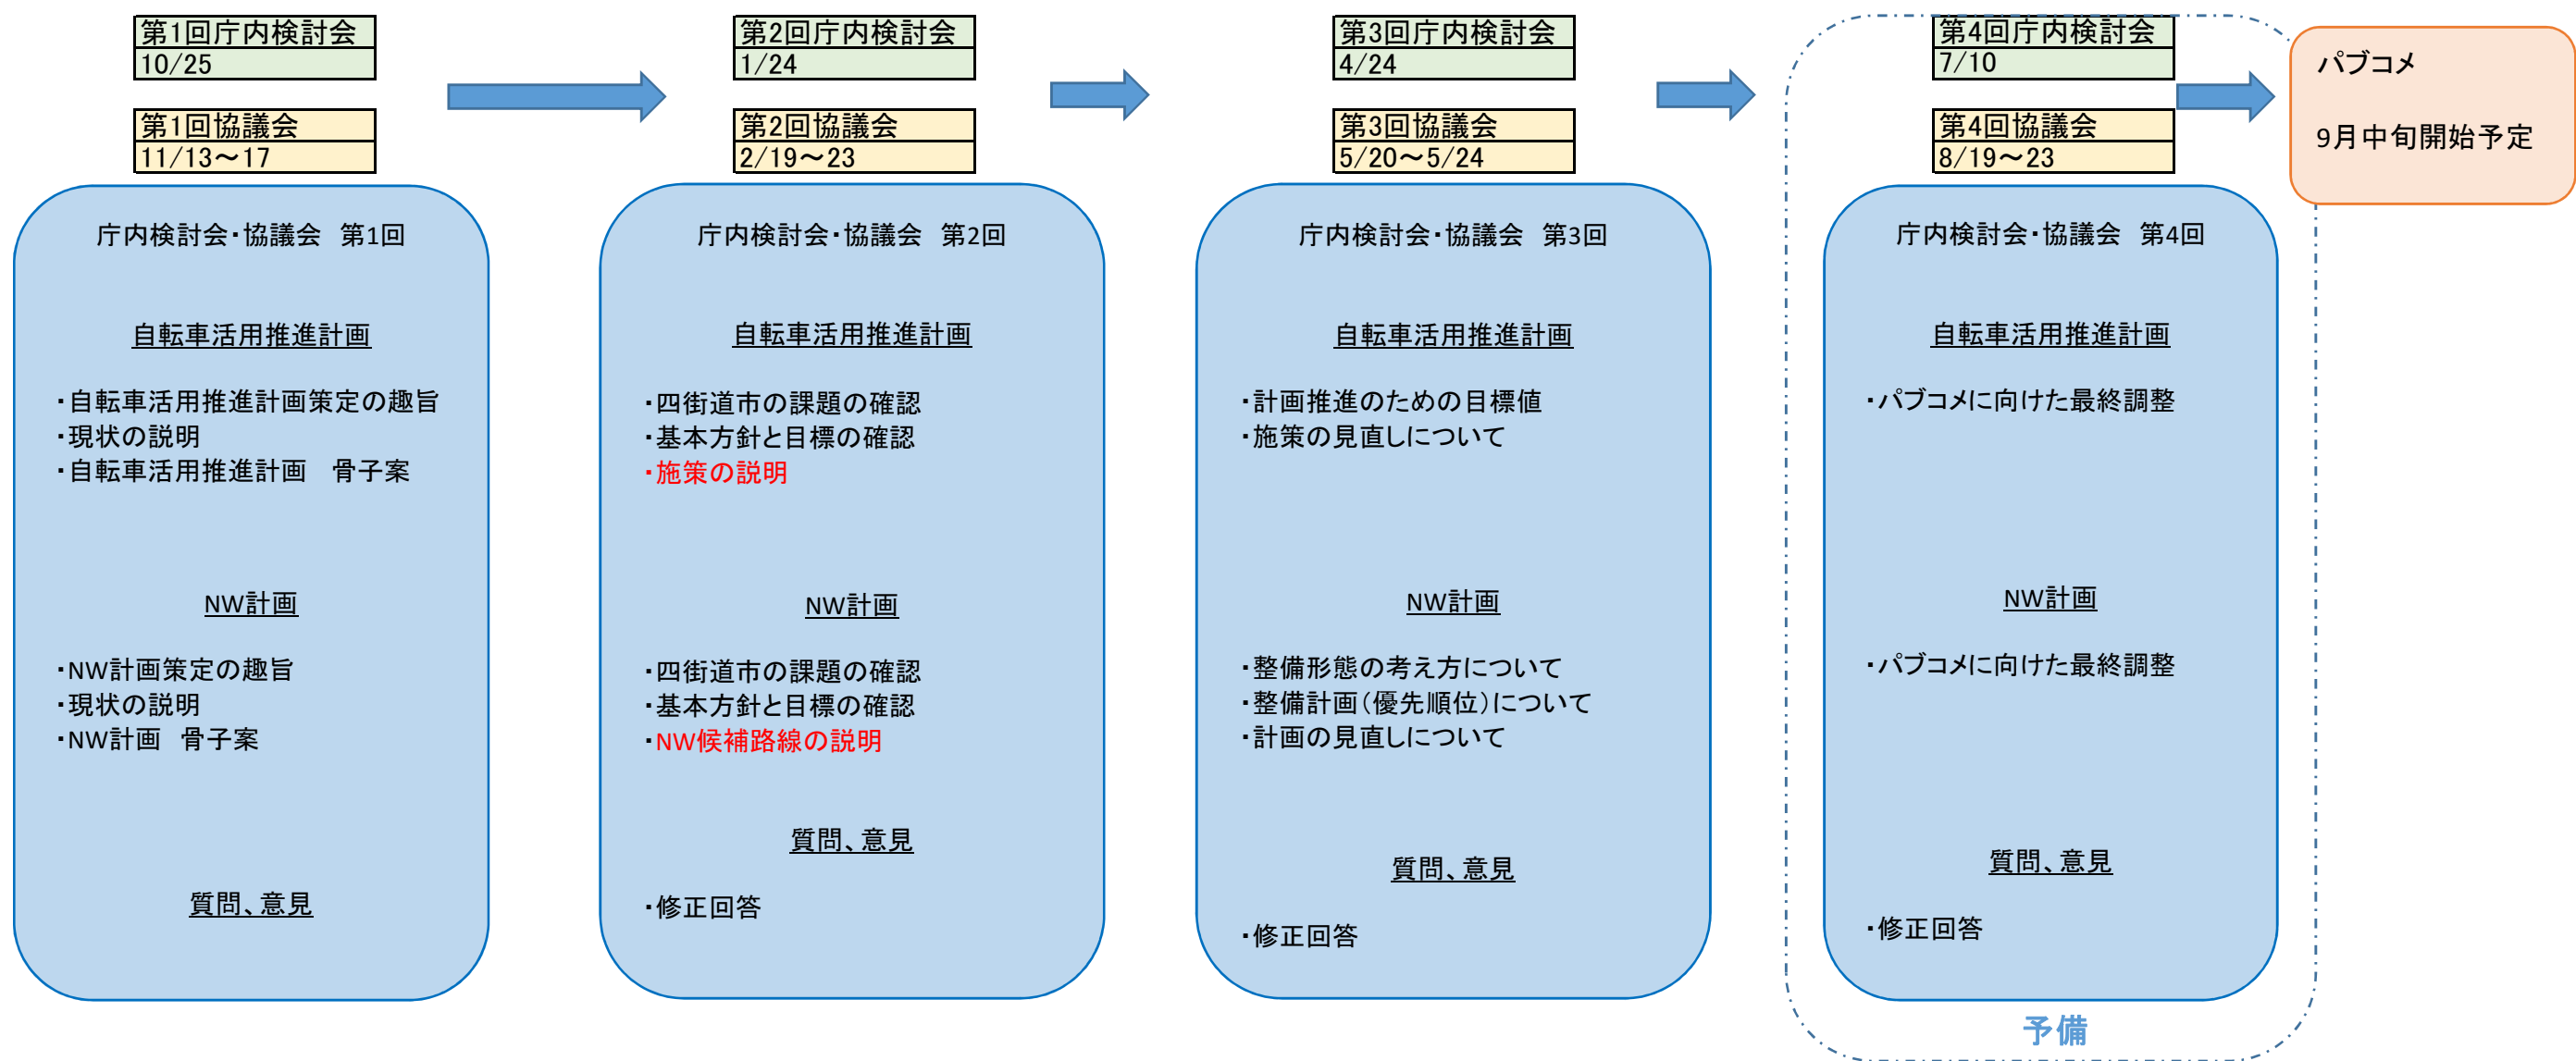 第1回庁内検討会
10/25
第1回協議会
11/13～17
庁内検討会・協議会　第1回
自転車活用推進計画
・自転車活用推進計画策定の趣旨
・現状の説明
・自転車活用推進計画　骨子案
NW計画
・NW計画策定の趣旨
・現状の説明
・NW計画　骨子案
質問、意見
第2回庁内検討会
1/24
第2回協議会
2/19～23
庁内検討会・協議会　第2回
自転車活用推進計画
・四街道市の課題の確認
・基本方針と目標の確認
・施策の説明
NW計画
・四街道市の課題の確認
・基本方針と目標の確認
・NW候補路線の説明
質問、意見
・修正回答
第3回庁内検討会
4/24
第3回協議会
5/20～5/24
庁内検討会・協議会　第3回
自転車活用推進計画
・計画推進のための目標値
・施策の見直しについて
NW計画
・整備形態の考え方について
・整備計画（優先順位）について
・計画の見直しについて
質問、意見
・修正回答
第4回庁内検討会
7/10
第4回協議会
8/19～23
庁内検討会・協議会　第4回
自転車活用推進計画
・パブコメに向けた最終調整
NW計画
・パブコメに向けた最終調整
質問、意見
・修正回答
予備
パブコメ
9月中旬開始予定